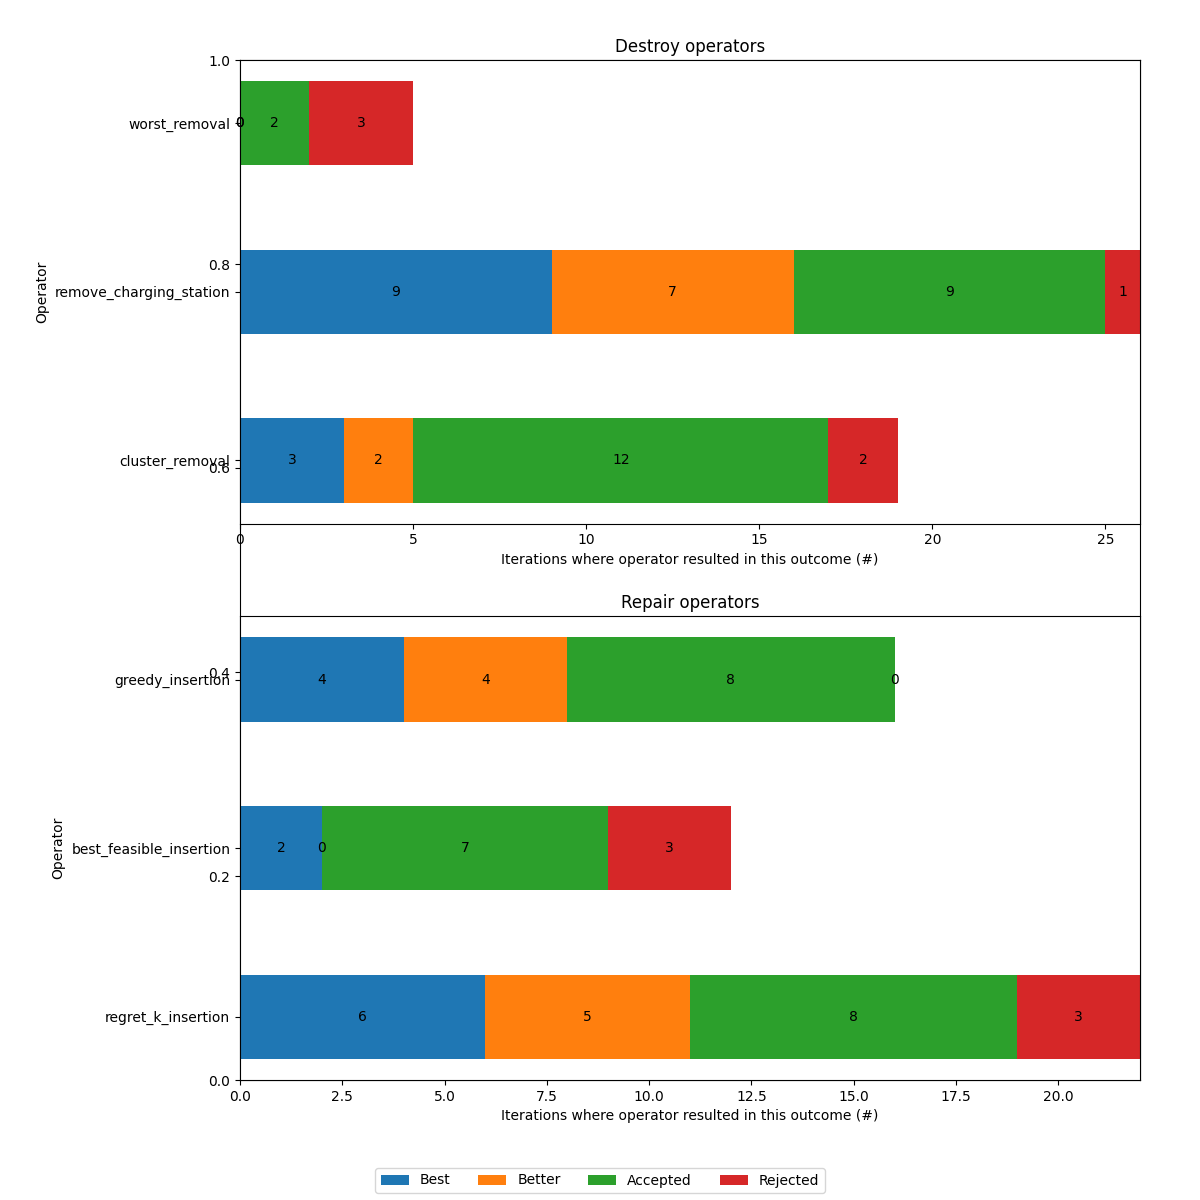 Destroy operators
1.0
worst_removal 0 0 2 3
0.8
Operator
remove_charging_station 9 7 9 1
cluster_removal 3 2 12 2
0.6
0 5 10 15 20 25
Iterations where operator resulted in this outcome (#)
Repair operators
0.4
greedy_insertion 4 4 8 0
Operator
best_feasible_insertion 2 0 7 3
0.2
regret_k_insertion 6 5 8 3
0.0
0.0 2.5 5.0 7.5 10.0 12.5 15.0 17.5 20.0
Iterations where operator resulted in this outcome (#)
Best Better Accepted Rejected